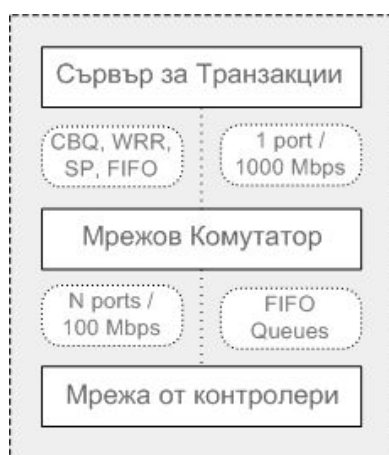 Сървър за Транзакции
CBQ, WRR,
SP, FIFO
1 port /
1000 Mbps
Мрежов Комутатор
N ports /
100 Mbps
FIFO
Queues
Мрежа от контролери